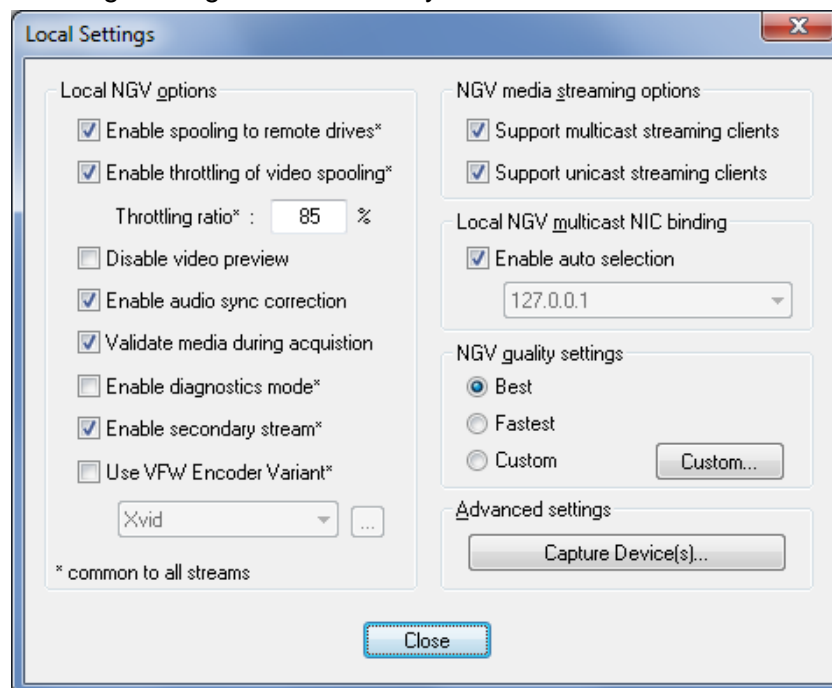 Local Settings
Local NGV options
Enable spooling to remote drives*
Enable throttling of video spooling*
Throttling ratio* : 85 %
Disable video preview
Enable audio sync correction
Validate media during acquistion
Enable diagnostics mode*
Enable secondary stream*
Use VFW Encoder Variant*
Xvid
...
* common to all streams
NGV media streaming options
Support multicast streaming clients
Support unicast streaming clients
Local NGV multicast NIC binding
Enable auto selection
127.0.0.1
NGV quality settings
Best
Fastest
Custom
Custom...
Advanced settings
Capture Device(s)...
Close